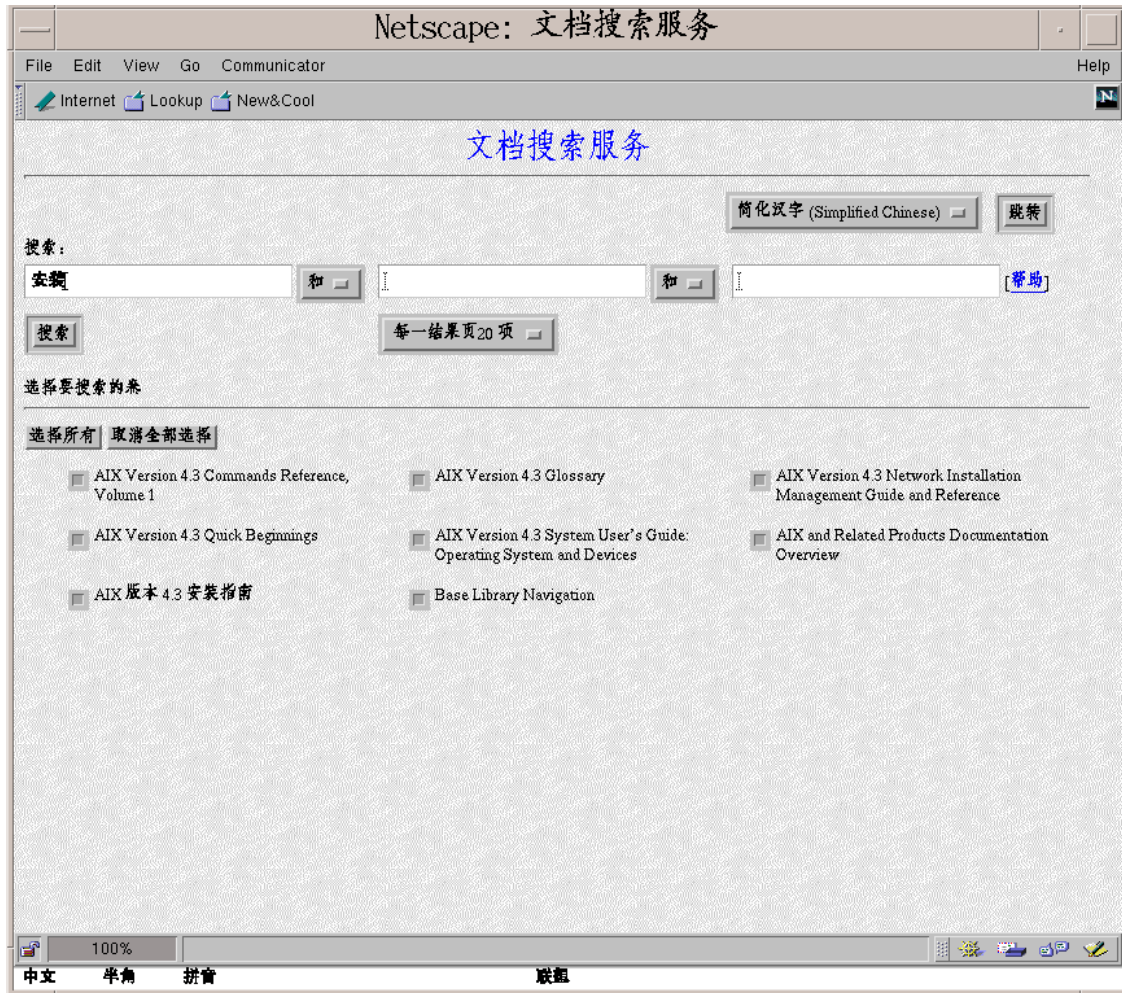 Netscape: 文档搜索服务
File Edit View Go Communicator Help
Internet Lookup New&Cool N
文档搜索服务
简化汉字 (Simplified Chinese) 跳转
搜索:
安装 和 和 [帮助]
搜索 每一结果页20 项
选择要搜索的卷
选择所有 取消全部选择
AIX Version 4.3 Commands Reference, Volume 1
AIX Version 4.3 Glossary
AIX Version 4.3 Network Installation Management Guide and Reference
AIX Version 4.3 Quick Beginnings
AIX Version 4.3 System User's Guide: Operating System and Devices
AIX and Related Products Documentation Overview
AIX 版本 4.3 安装指南
Base Library Navigation
100%
中文 半角 拼音 联想